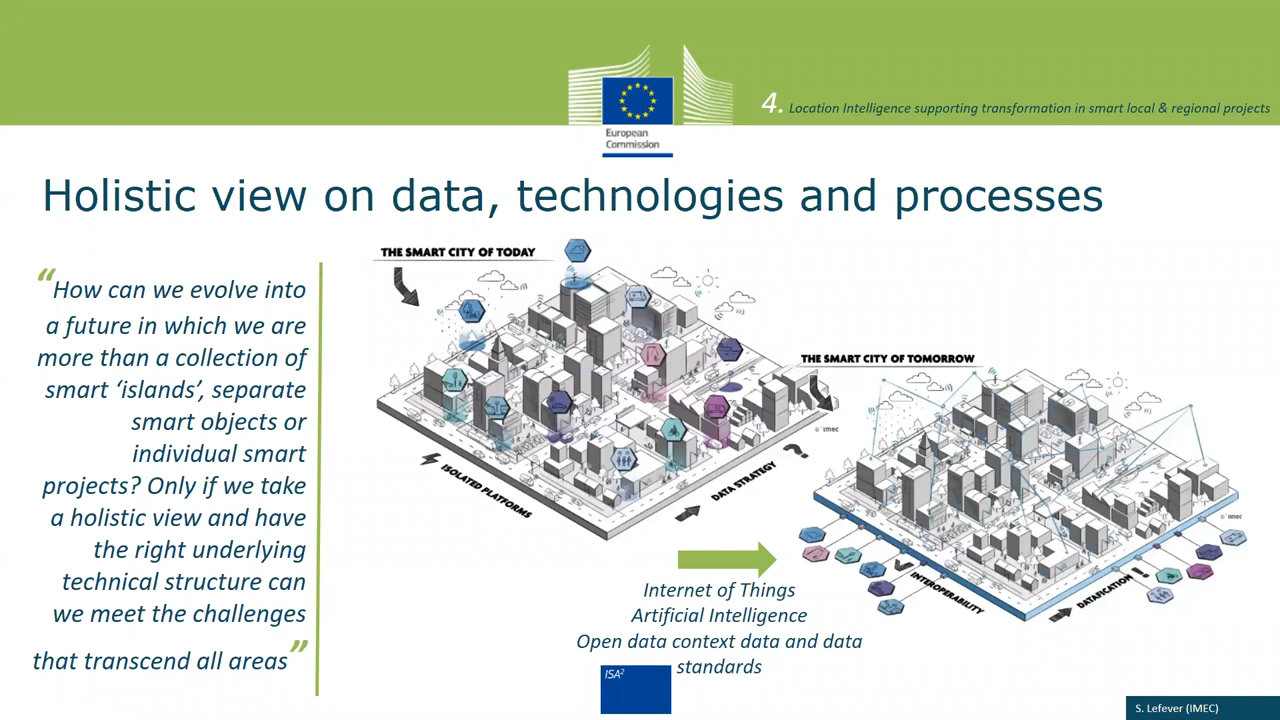 European
Commission
4. Location Intelligence supporting transformation in smart local & regional projects
Holistic view on data, technologies and processes
“How can we evolve into
a future in which we are
more than a collection of
smart ‘islands’, separate
smart objects or
individual smart
projects? Only if we take
a holistic view and have
the right underlying
technical structure can
we meet the challenges
that transcend all areas”
THE SMART CITY OF TODAY
ISOLATED PLATFORMS
DATA STRATEGY ?
imec
THE SMART CITY OF TOMORROW
INTEROPERABILITY
DATAFICATION !
imec
Internet of Things
Artificial Intelligence
Open data context data and data
standards
ISA²
S. Lefever (IMEC)